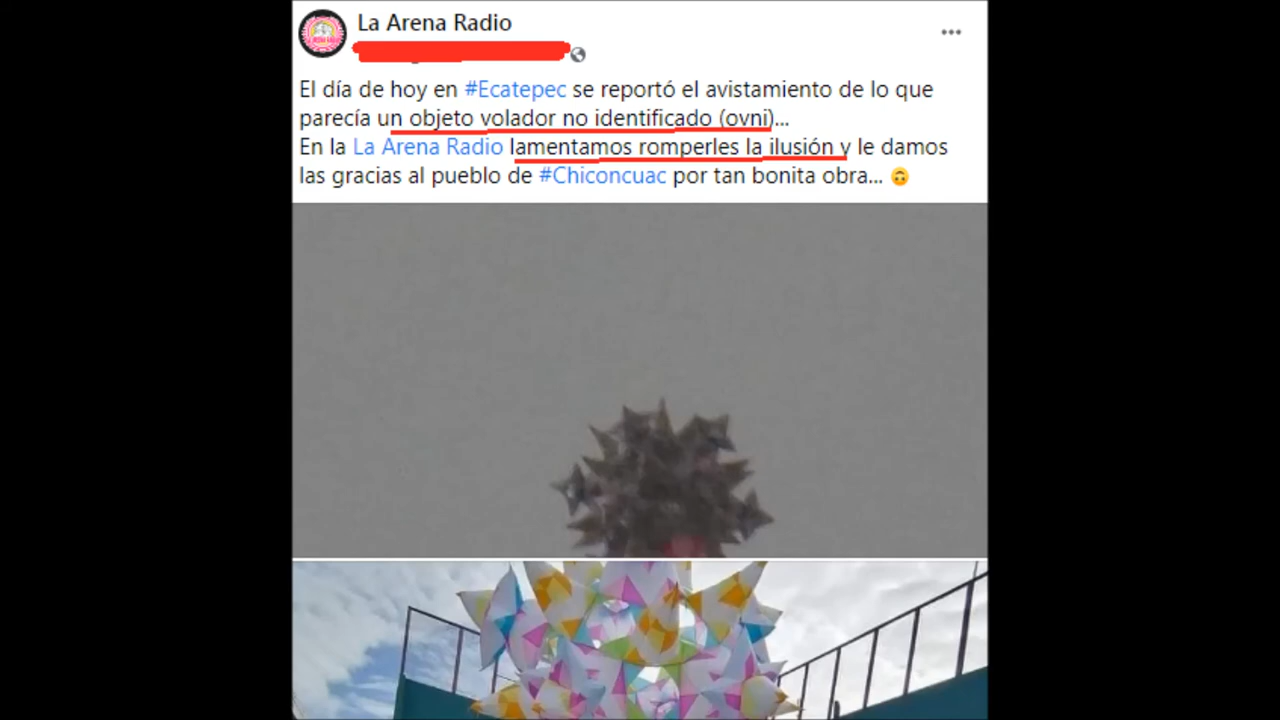 La Arena Radio
El día de hoy en #Ecatepec se reportó el avistamiento de lo que
parecía un objeto volador no identificado (ovni)...
En la La Arena Radio lamentamos romperles la ilusión y le damos
las gracias al pueblo de #Chiconcuac por tan bonita obra... 🙃